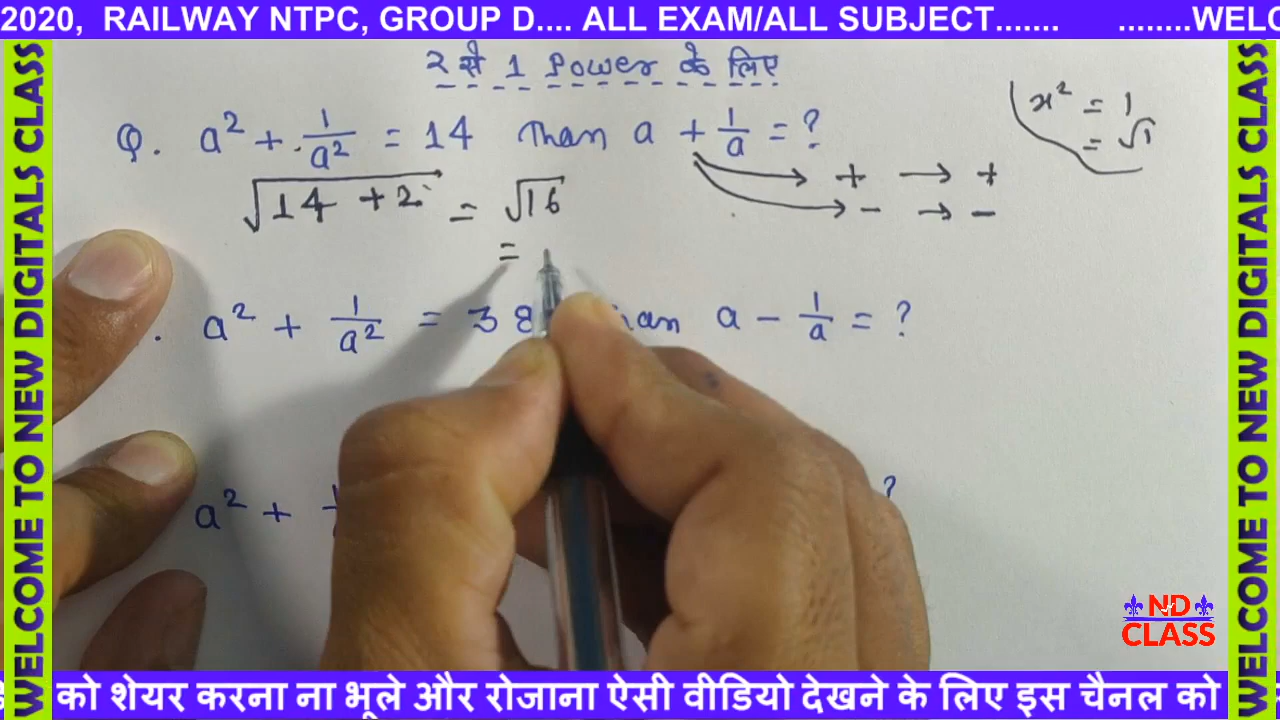 2020, RAILWAY NTPC, GROUP D.... ALL EXAM/ALL SUBJECT....... ........WELC
WELCOME TO NEW DIGITALS CLASS
2 से 1 Power के लिए
Q. a² + 1/a² = 14 Than a + 1/a = ?
x² = 1
= √1
+ → +
- → -
√14 + 2 = √16
=
. a² + 1/a² = 38 han a - 1/a = ?
a² +
?
ND
CLASS
WELCOME TO NEW DIGITALS CLASS
को शेयर करना ना भूले और रोजाना ऐसी वीडियो देखने के लिए इस चैनल को